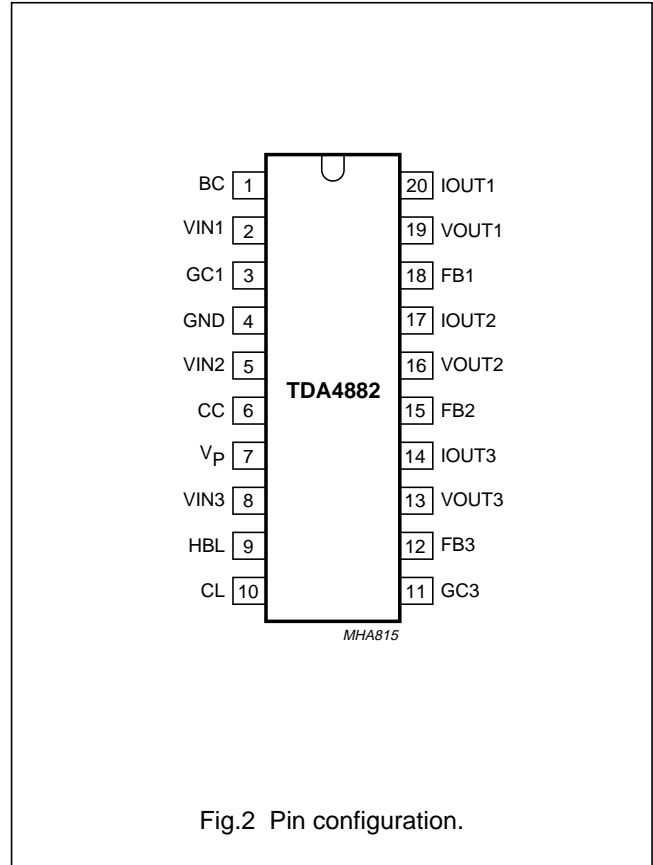 BC 1
VIN1 2
GC1 3
GND 4
VIN2 5
CC 6
VP 7
VIN3 8
HBL 9
CL 10
TDA4882
20 IOUT1
19 VOUT1
18 FB1
17 IOUT2
16 VOUT2
15 FB2
14 IOUT3
13 VOUT3
12 FB3
11 GC3
MHA815
Fig.2 Pin configuration.